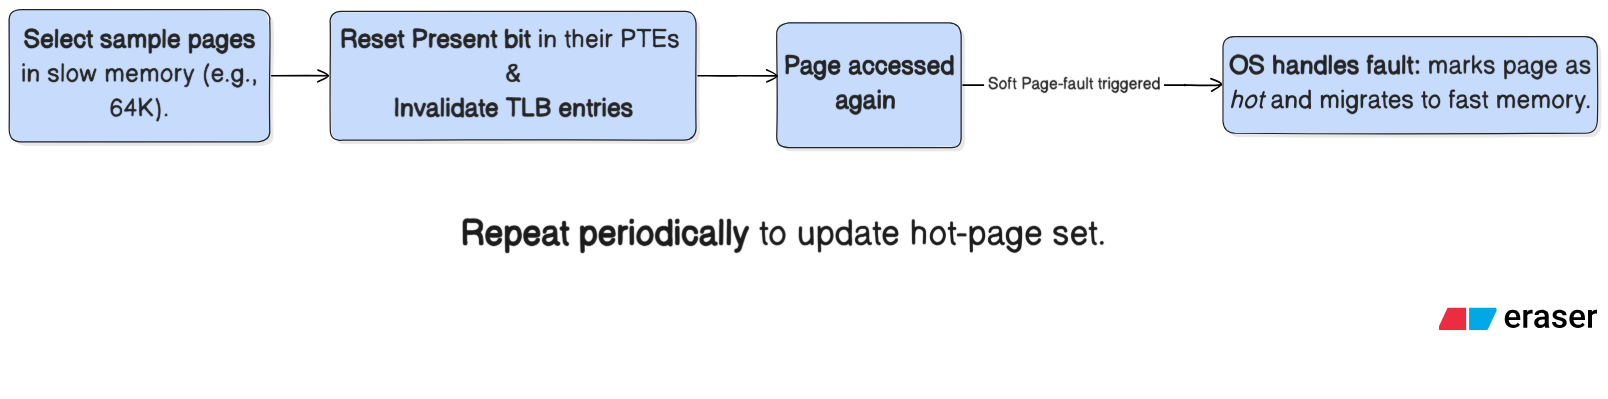 Select sample pages
in slow memory (e.g.,
64K).
Reset Present bit in their PTEs
&
Invalidate TLB entries
Page accessed
again
Soft Page-fault triggered
OS handles fault: marks page as
hot and migrates to fast memory.
Repeat periodically to update hot-page set.
eraser